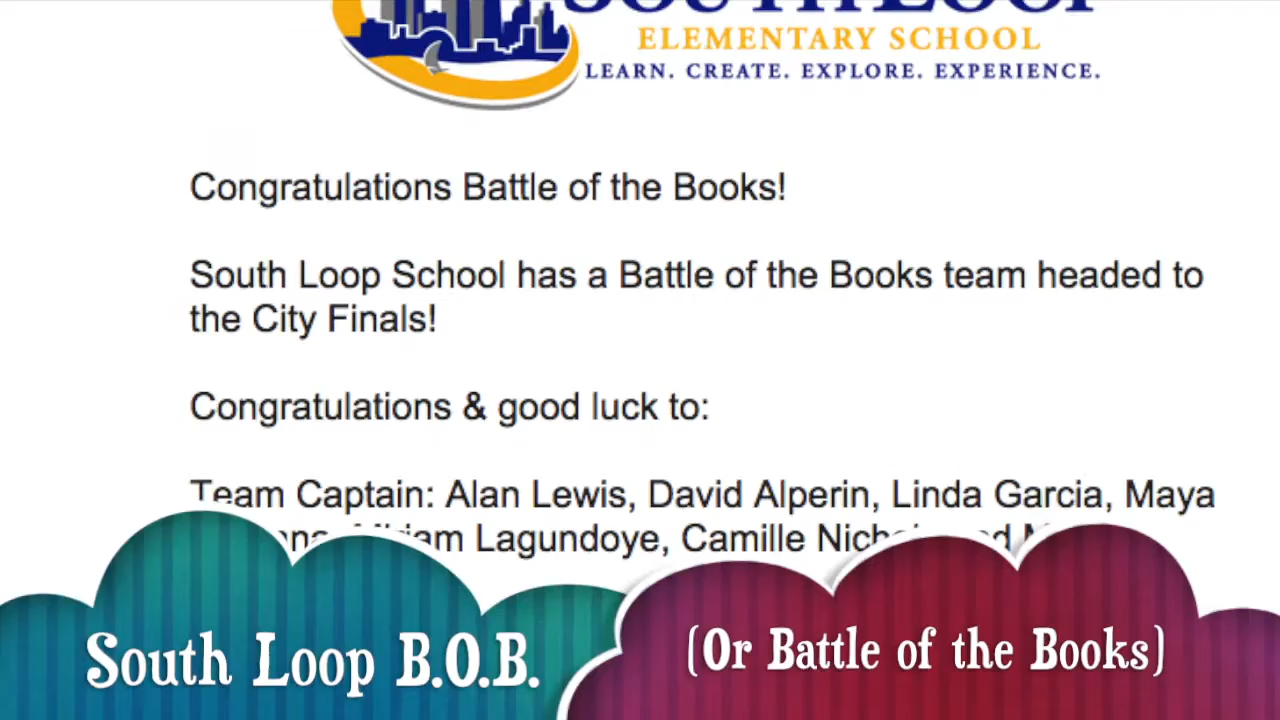 SOUTH LOOP
ELEMENTARY SCHOOL
LEARN. CREATE. EXPLORE. EXPERIENCE.
Congratulations Battle of the Books!
South Loop School has a Battle of the Books team headed to
the City Finals!
Congratulations & good luck to:
Team Captain: Alan Lewis, David Alperin, Linda Garcia, Maya
Lagundoye, Camille
South Loop B.O.B.
(Or Battle of the Books)